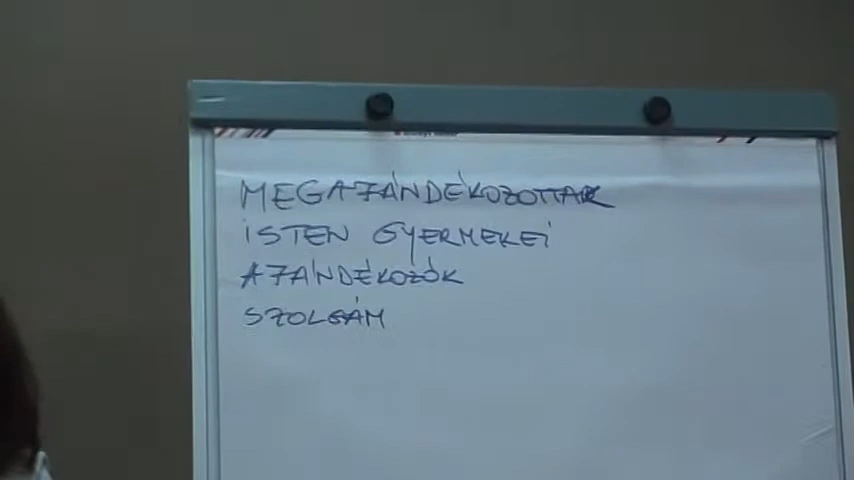 MEGAJÁNDÉKOZOTTAK
ISTEN GYERMEKEI
AJÁNDÉKOZÓK
SZOLGÁM